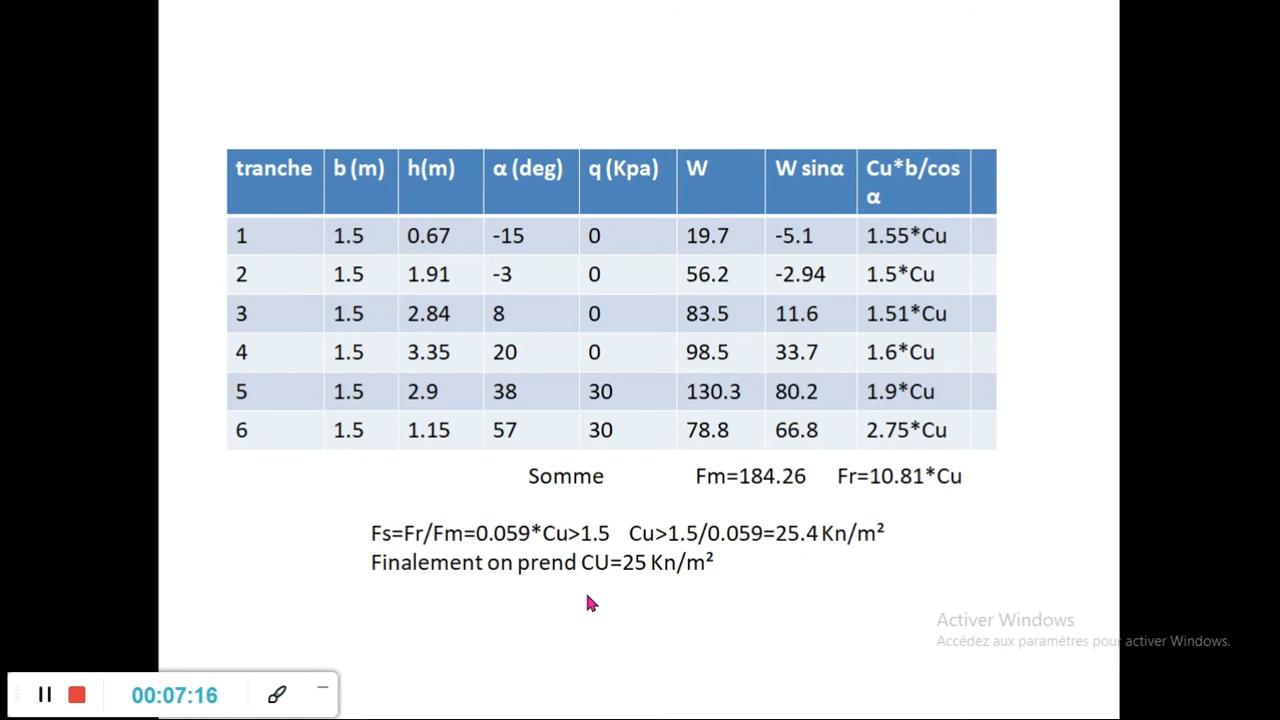 tranche b (m) h(m) α (deg) q (Kpa) W W sinα Cu*b/cos α
1 1.5 0.67 -15 0 19.7 -5.1 1.55*Cu
2 1.5 1.91 -3 0 56.2 -2.94 1.5*Cu
3 1.5 2.84 8 0 83.5 11.6 1.51*Cu
4 1.5 3.35 20 0 98.5 33.7 1.6*Cu
5 1.5 2.9 38 30 130.3 80.2 1.9*Cu
6 1.5 1.15 57 30 78.8 66.8 2.75*Cu
Somme Fm=184.26 Fr=10.81*Cu
Fs=Fr/Fm=0.059*Cu>1.5 Cu>1.5/0.059=25.4 Kn/m²
Finalement on prend CU=25 Kn/m²
Activer Windows
Accédez aux paramètres pour activer Windows.
00:07:16